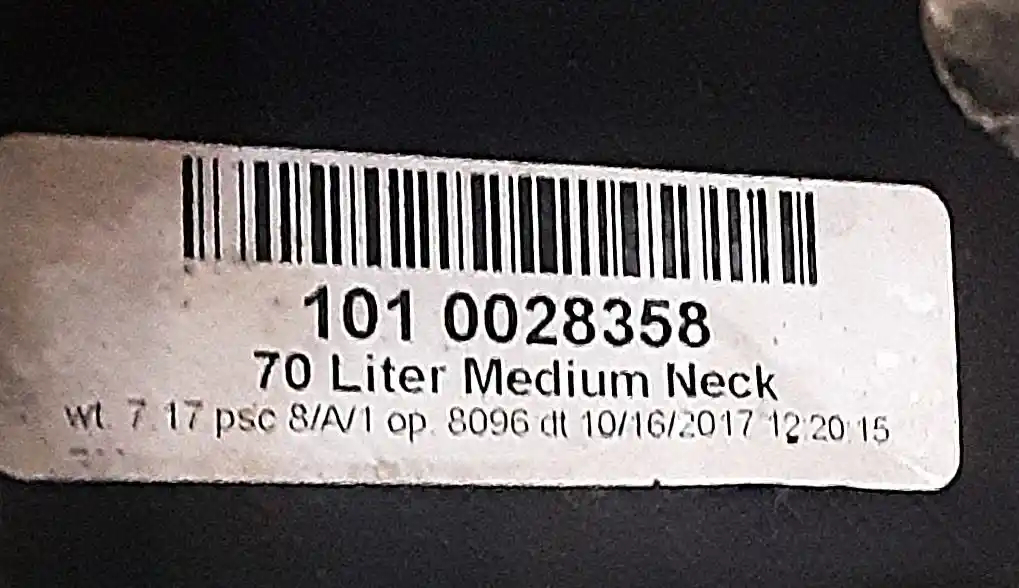 101 0028358
70 Liter Medium Neck
wt. 7.17 psc 8/A/1 op. 8096 dt 10/16/2017 12:20:15